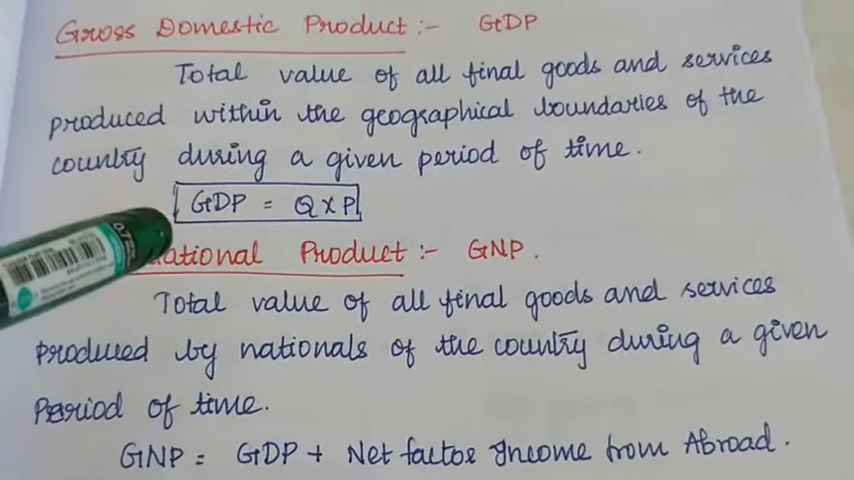 Gross Domestic Product :- GDP
Total value of all final goods and services
produced within the geographical boundaries of the
country during a given period of time.
GDP = Q x P
National Product :- GNP.
Total value of all final goods and services
produced by nationals of the country during a given
Period of time.
GNP = GDP + Net factor Income from Abroad.
0.7